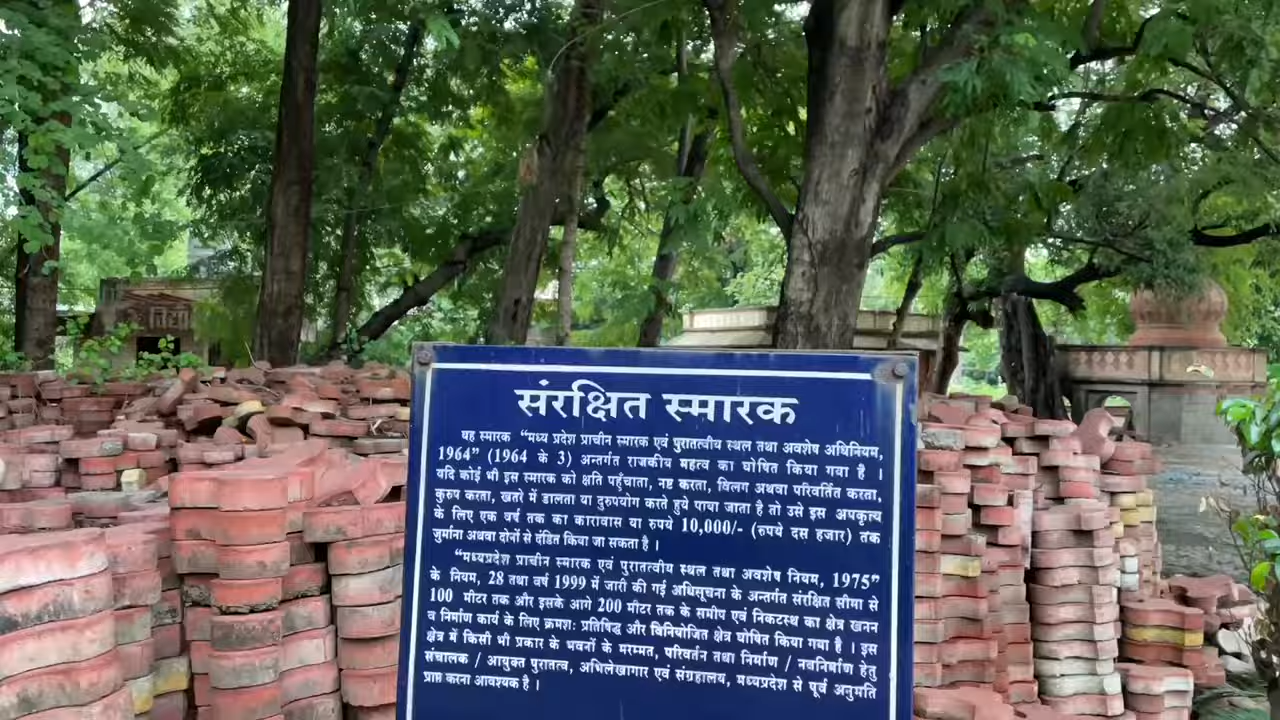 संरक्षित स्मारक
यह स्मारक "मध्य प्रदेश प्राचीन स्मारक एवं पुरातत्वीय स्थल तथा अवशेष अधिनियम,
1964" (1964 के 3) अन्तर्गत राजकीय महत्व का घोषित किया गया है ।
यदि कोई भी इस स्मारक को क्षति पहुँचाता, नष्ट करता, विलग अथवा परिवर्तित करता,
कुरुप करता, खतरे में डालता या दुरुपयोग करते हुये पाया जाता है तो उसे इस अपकृत्य
के लिए एक वर्ष तक का कारावास या रुपये 10,000/- (रुपये दस हजार) तक
जुर्माना अथवा दोनों से दंडित किया जा सकता है ।
"मध्यप्रदेश प्राचीन स्मारक एवं पुरातत्वीय स्थल तथा अवशेष नियम, 1975"
के नियम, 28 तथा वर्ष 1999 में जारी की गई अधिसूचना के अन्तर्गत संरक्षित सीमा से
100 मीटर तक और इसके आगे 200 मीटर तक के समीप एवं निकटस्थ का क्षेत्र खनन
व निर्माण कार्य के लिए क्रमश: प्रतिषिद्ध और विनियोजित क्षेत्र घोषित किया गया है । इस
क्षेत्र में किसी भी प्रकार के भवनों के मरम्मत, परिवर्तन तथा निर्माण / नवनिर्माण हेतु
संचालक / आयुक्त पुरातत्व, अभिलेखागार एवं संग्रहालय, मध्यप्रदेश से पूर्व अनुमति
प्राप्त करना आवश्यक है ।